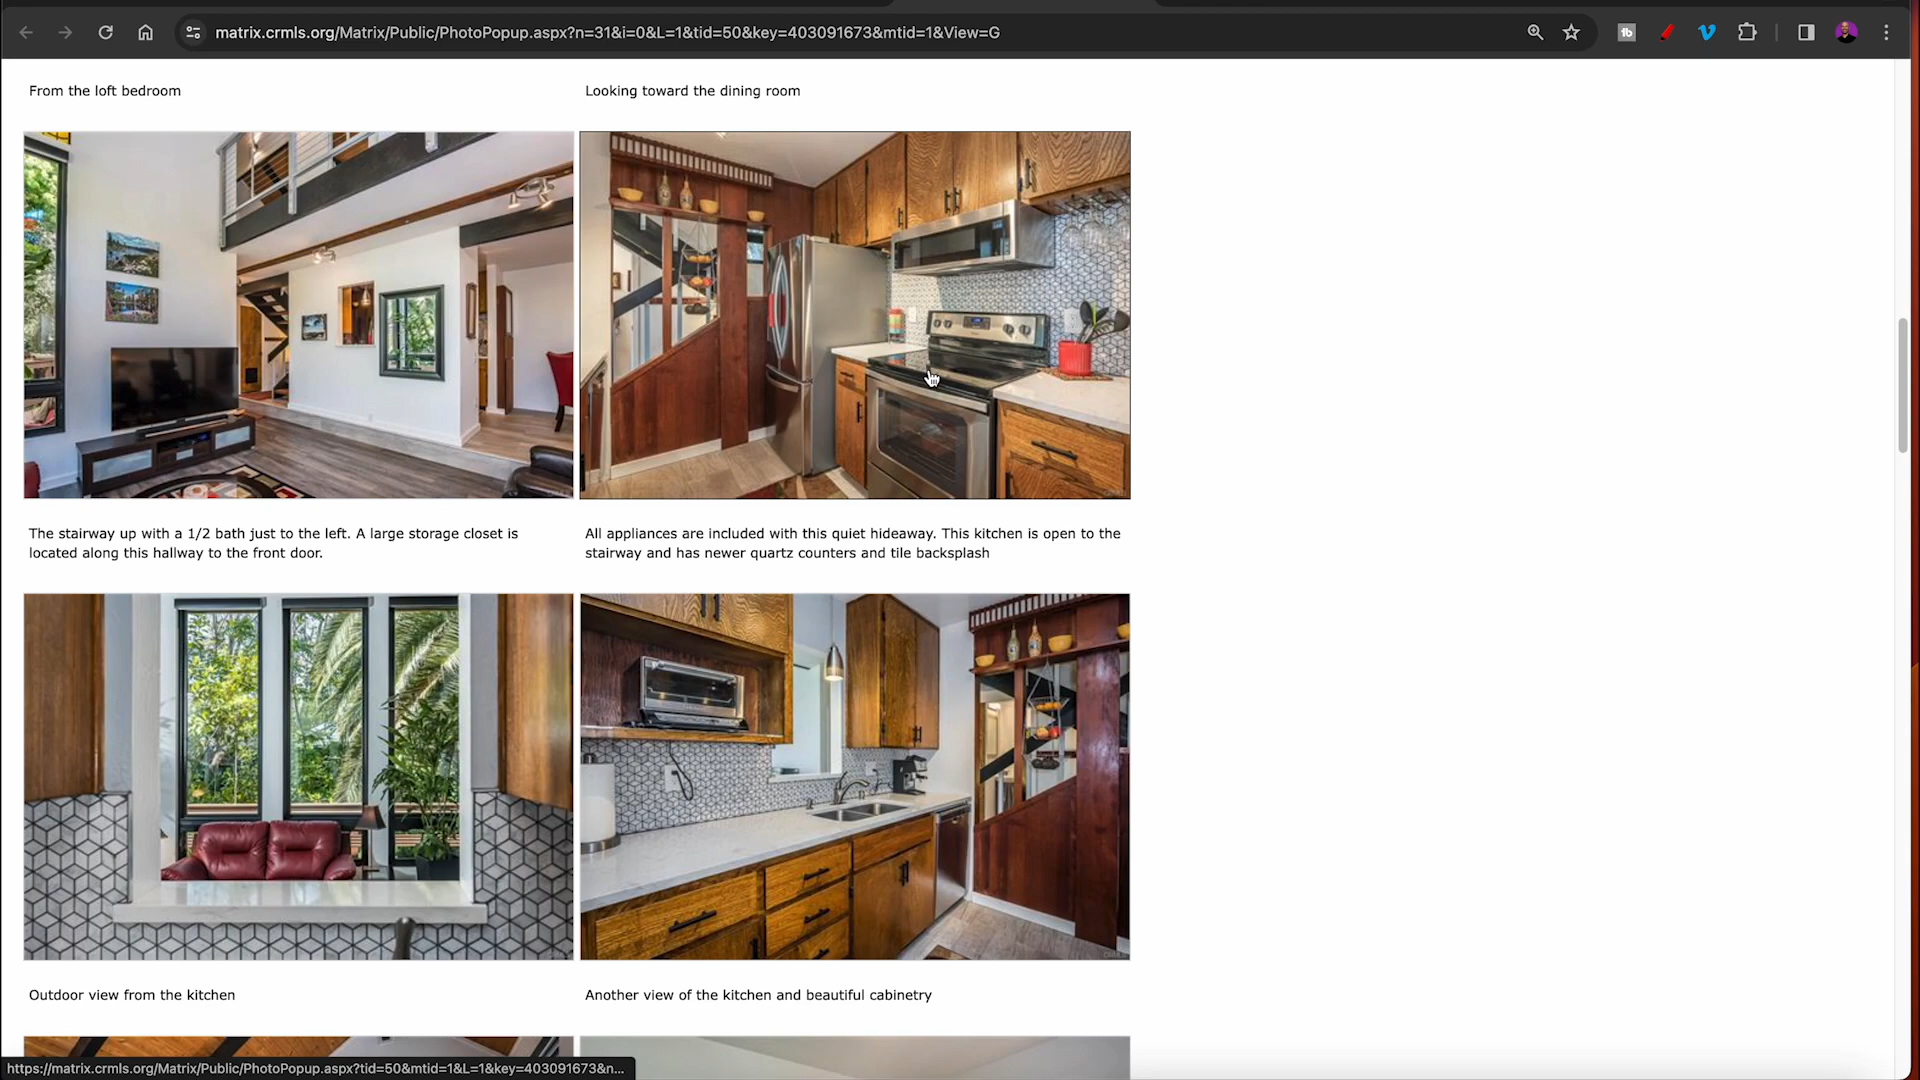 matrix.crmls.org/Matrix/Public/PhotoPopup.aspx?n=31&i=0&L=1&tid=50&key=403091673&mtid=1&View=G
tb
From the loft bedroom
Looking toward the dining room
The stairway up with a 1/2 bath just to the left. A large storage closet is
located along this hallway to the front door.
All appliances are included with this quiet hideaway. This kitchen is open to the
stairway and has newer quartz counters and tile backsplash
Outdoor view from the kitchen
Another view of the kitchen and beautiful cabinetry
https://matrix.crmls.org/Matrix/Public/PhotoPopup.aspx?tid=50&mtid=1&L=1&key=403091673&n...